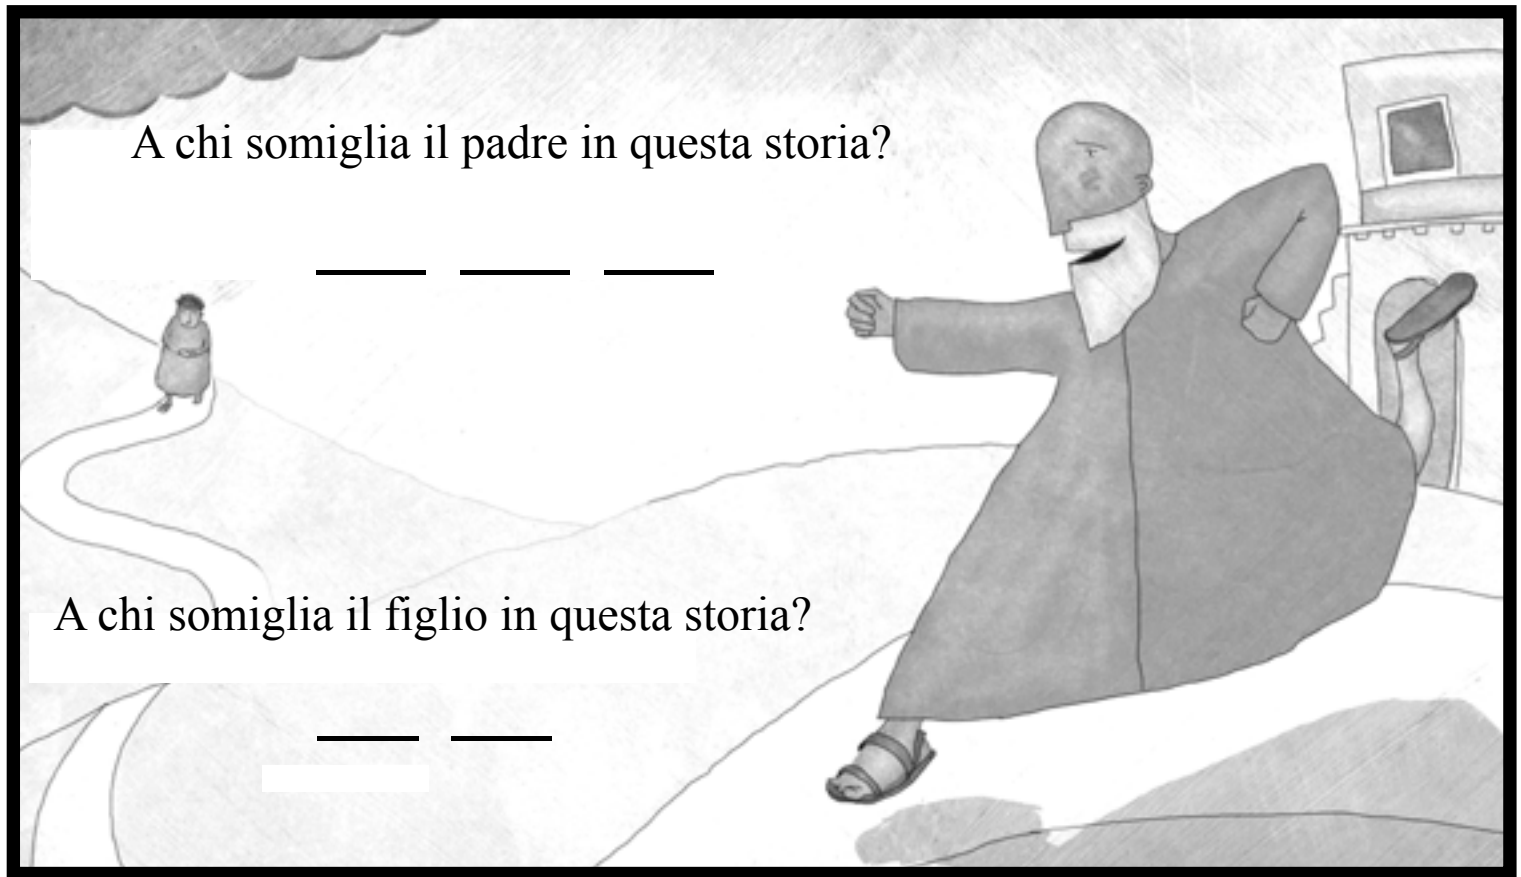 A chi somiglia il padre in questa storia?
A chi somiglia il figlio in questa storia?